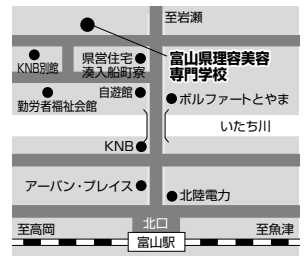 至岩瀬
富山県理容美容
専門学校
KNB別館
県営住宅
湊入船町寮
自遊館
勤労者福祉会館
ボルファートとやま
いたち川
KNB
アーバン・プレイス
北陸電力
至高岡
北口
至魚津
富山駅